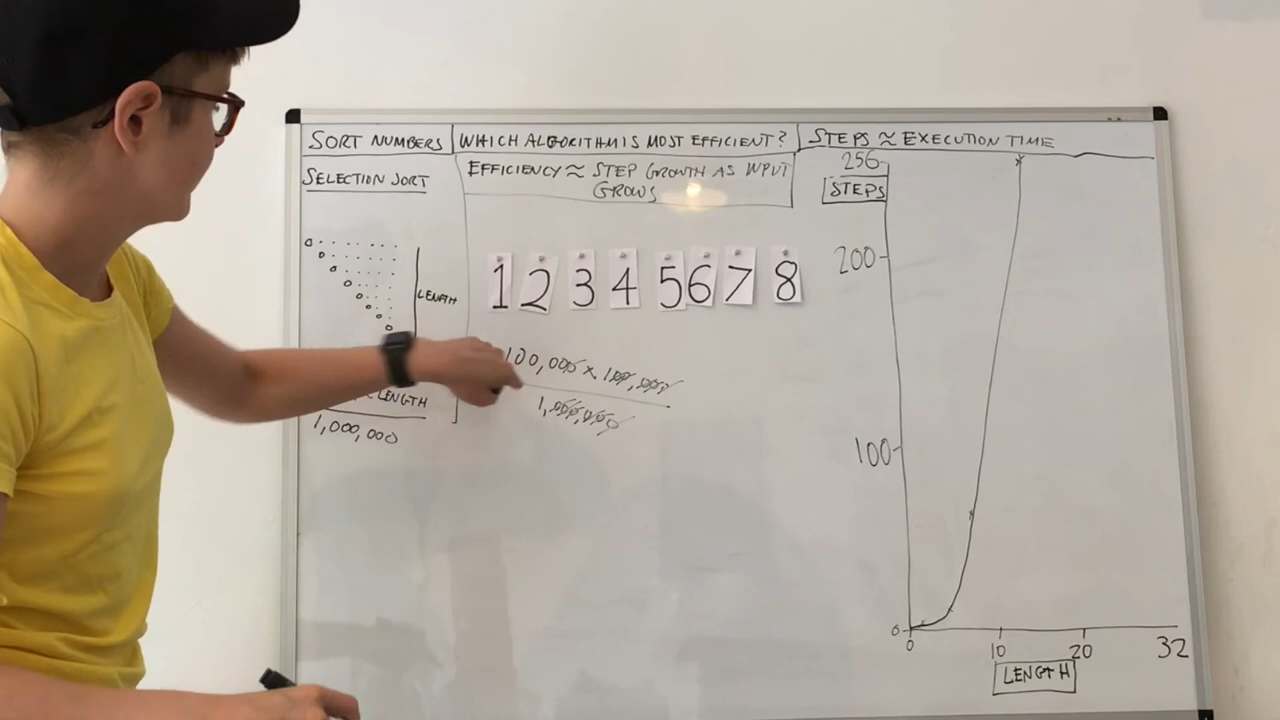 SORT NUMBERS
WHICH ALGORITHM IS MOST EFFICIENT?
STEPS ≈ EXECUTION TIME
SELECTION SORT
EFFICIENCY ≈ STEP GROWTH AS INPUT
GROWS
LENGTH
LENGTH
1,000,000
1 2 3 4 5 6 7 8
100,000 × 100,000
1,000,000
256
STEPS
200
100
0
0 10 20 32
LENGTH